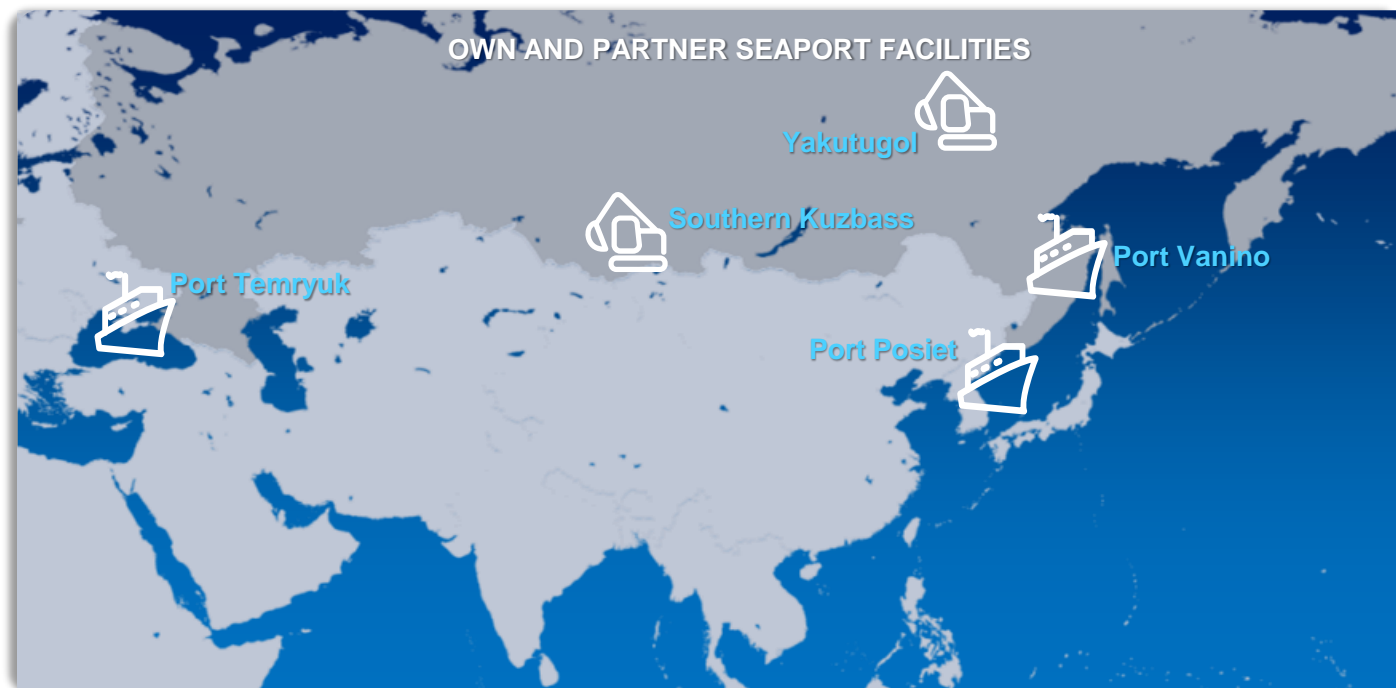 OWN AND PARTNER SEAPORT FACILITIES
Yakutugol
Southern Kuzbass
Port Vanino
Port Temryuk
Port Posiet